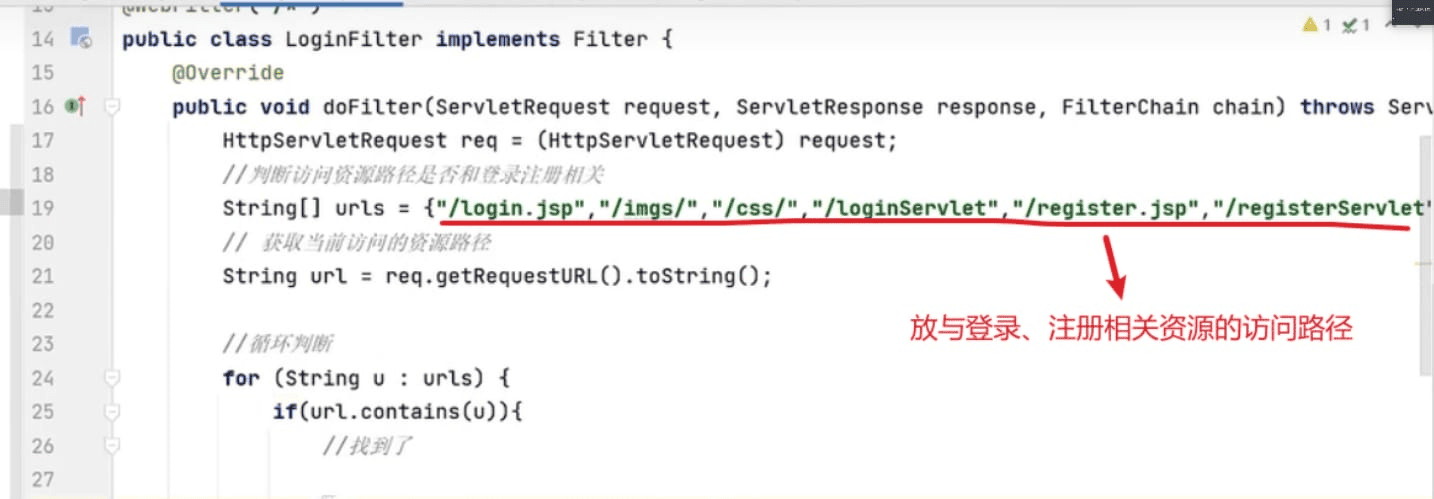 14 public class LoginFilter implements Filter { 1 1
15 @Override
16 public void doFilter(ServletRequest request, ServletResponse response, FilterChain chain) throws Serv
17 HttpServletRequest req = (HttpServletRequest) request;
18 //判断访问资源路径是否和登录注册相关
19 String[] urls = {"/login.jsp","/imgs/","/css/","/loginServlet","/register.jsp","/registerServlet"
20 // 获取当前访问的资源路径
21 String url = req.getRequestURL().toString();
22
放与登录、注册相关资源的访问路径
23 //循环判断
24 for (String u : urls) {
25 if(url.contains(u)){
26 //找到了
27